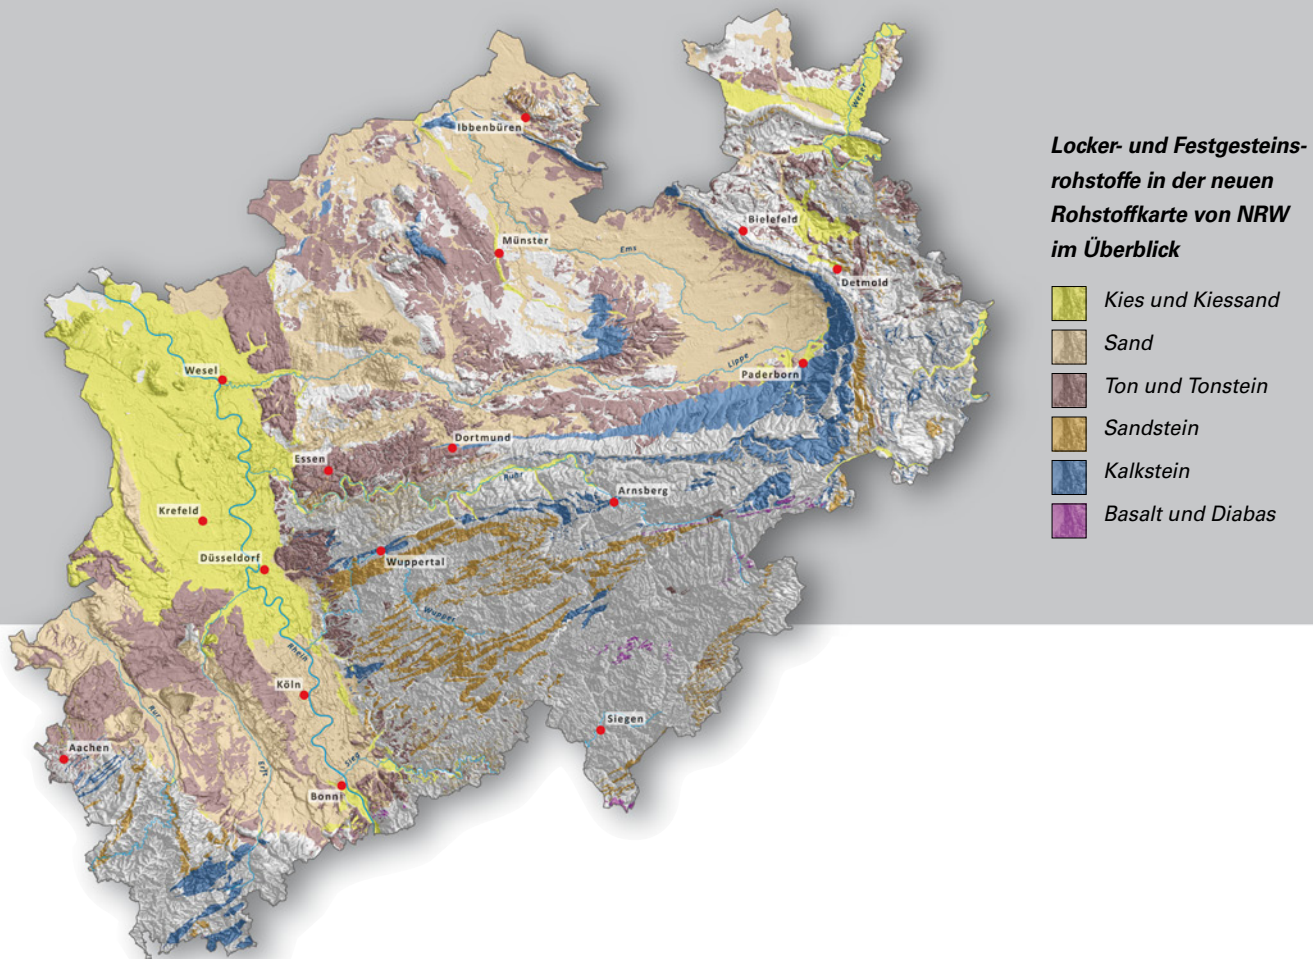 Locker- und Festgesteins-
rohstoffe in der neuen
Rohstoffkarte von NRW
im Überblick
Kies und Kiessand
Sand
Ton und Tonstein
Sandstein
Kalkstein
Basalt und Diabas
Weser
Ibbenbüren
Bielefeld
Münster
Ems
Detmold
Lippe
Wesel
Paderborn
Dortmund
Essen
Ruhr
Arnsberg
Krefeld
Düsseldorf
Wuppertal
Wupper
Rhein
Köln
Rur
Siegen
Aachen
Sieg
Erft
Bonn